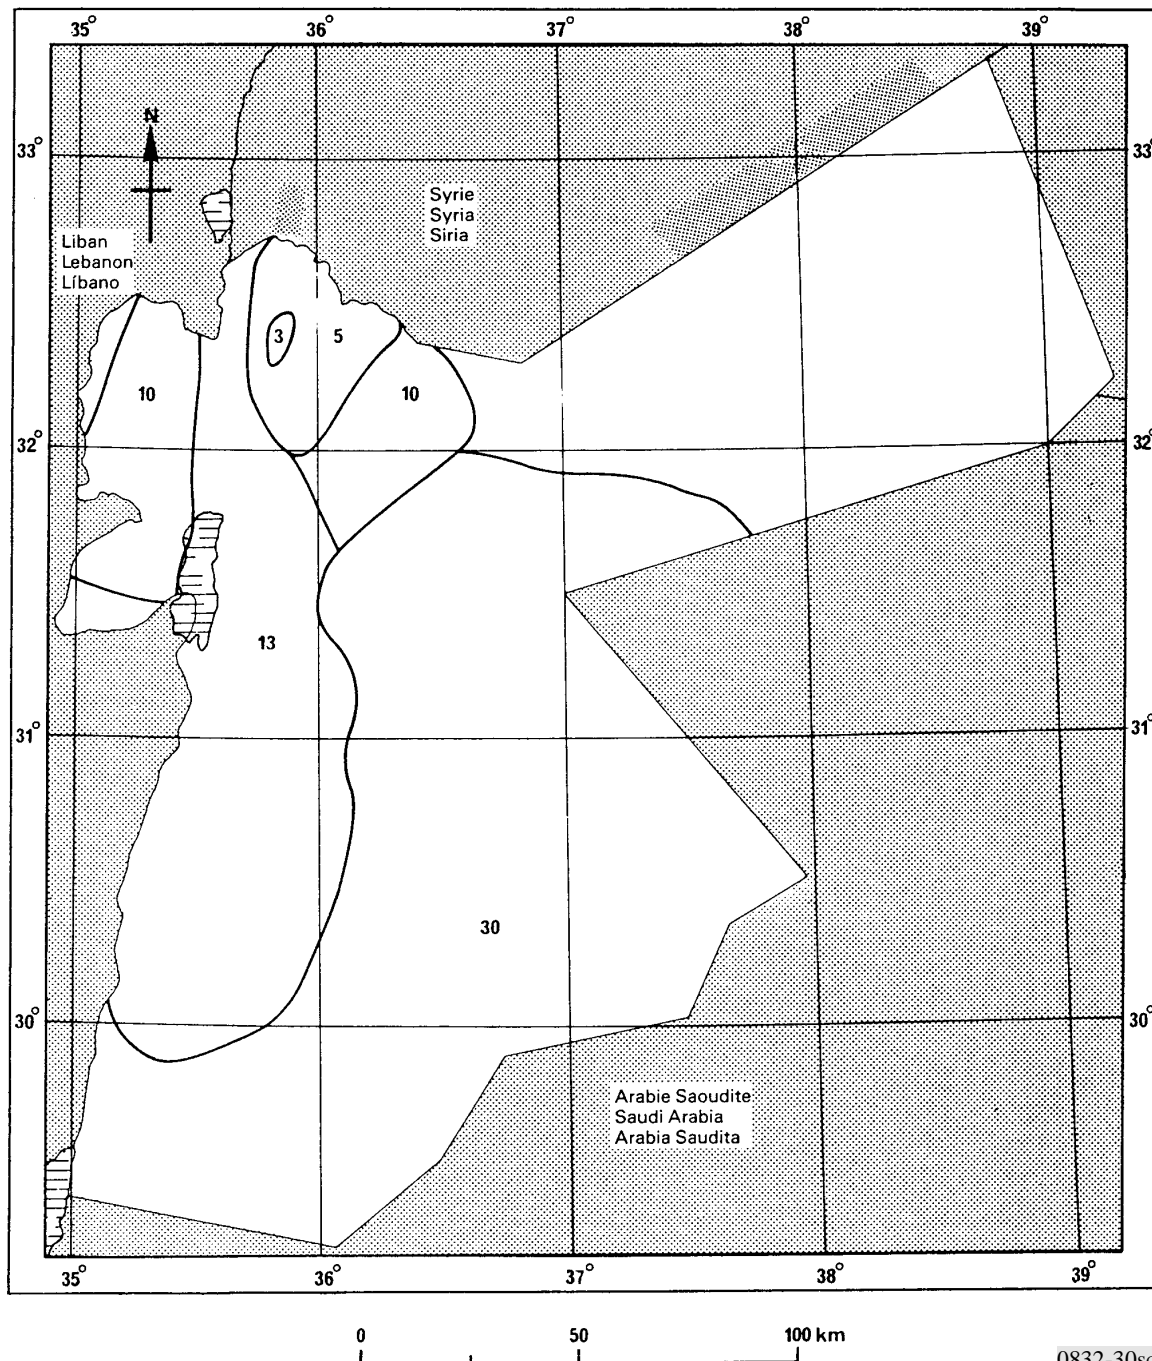 35° 36° 37° 38° 39°
N
33° 33°
Syrie
Syria
Siria
Liban
Lebanon
Líbano
3 5
10 10
32° 32°
13
31° 31°
30
30° 30°
Arabie Saoudite
Saudi Arabia
Arabia Saudita
35° 36° 37° 38° 39°
0 50 100 km